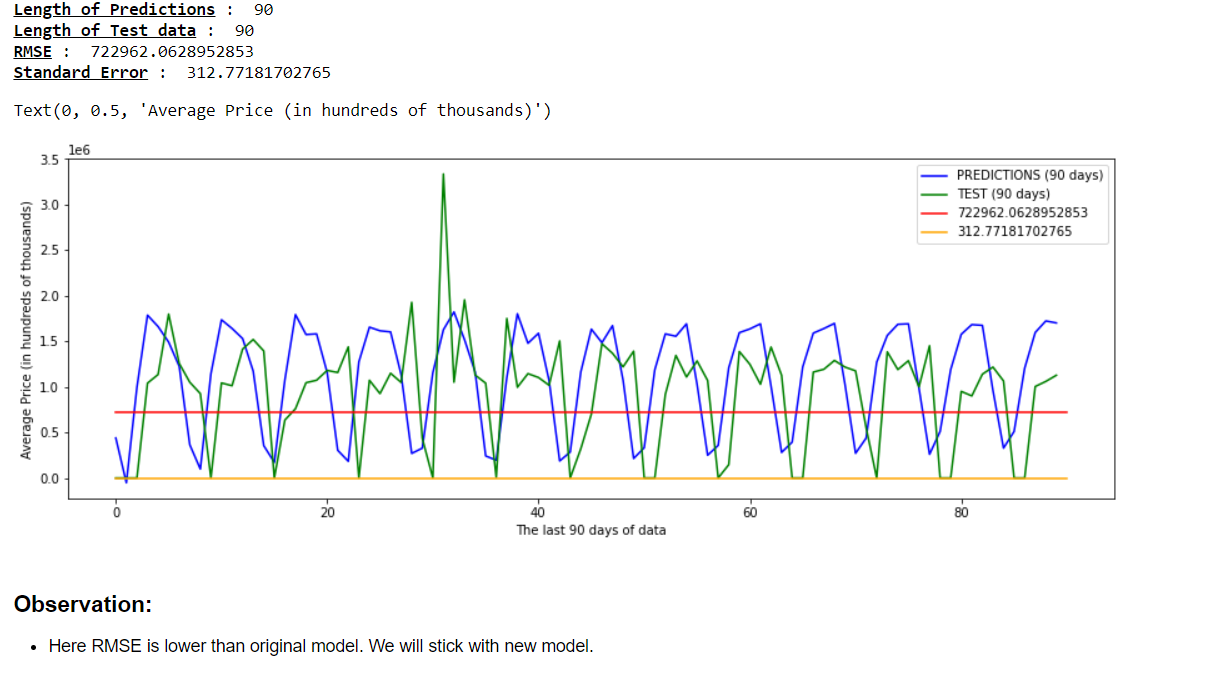 Length of Predictions :  90
Length of Test data :  90
RMSE :  722962.0628952853
Standard Error :  312.77181702765
Text(0, 0.5, 'Average Price (in hundreds of thousands)')
1e6
3.5
3.0
2.5
2.0
1.5
1.0
0.5
0.0
Average Price (in hundreds of thousands)
PREDICTIONS (90 days)
TEST (90 days)
722962.0628952853
312.77181702765
0 20 40 60 80
The last 90 days of data
Observation:
• Here RMSE is lower than original model. We will stick with new model.